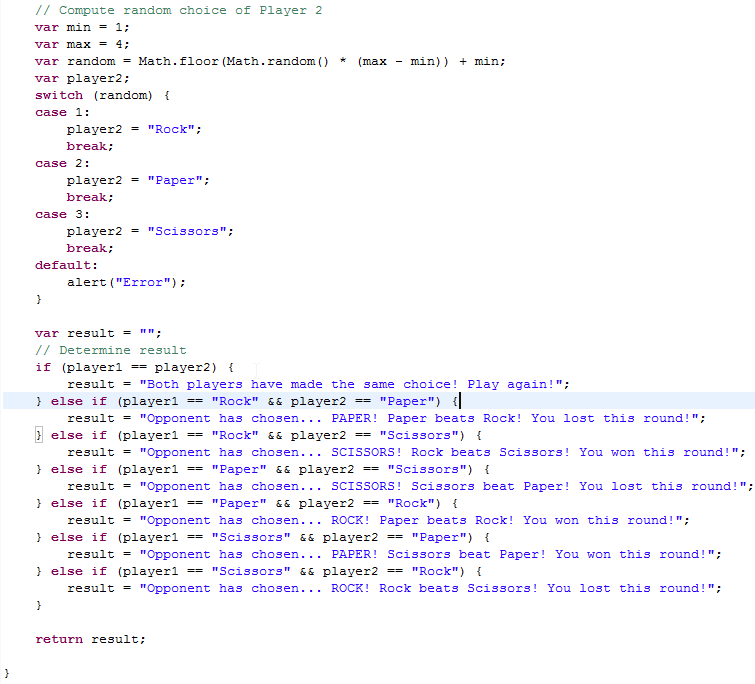 // Compute random choice of Player 2
var min = 1;
var max = 4;
var random = Math.floor(Math.random() * (max - min)) + min;
var player2;
switch (random) {
case 1:
player2 = "Rock";
break;
case 2:
player2 = "Paper";
break;
case 3:
player2 = "Scissors";
break;
default:
alert("Error");
}
var result = "";
// Determine result
if (player1 == player2) {
result = "Both players have made the same choice! Play again!";
} else if (player1 == "Rock" && player2 == "Paper") {
result = "Opponent has chosen... PAPER! Paper beats Rock! You lost this round!";
} else if (player1 == "Rock" && player2 == "Scissors") {
result = "Opponent has chosen... SCISSORS! Rock beats Scissors! You won this round!";
} else if (player1 == "Paper" && player2 == "Scissors") {
result = "Opponent has chosen... SCISSORS! Scissors beat Paper! You lost this round!";
} else if (player1 == "Paper" && player2 == "Rock") {
result = "Opponent has chosen... ROCK! Paper beats Rock! You won this round!";
} else if (player1 == "Scissors" && player2 == "Paper") {
result = "Opponent has chosen... PAPER! Scissors beat Paper! You won this round!";
} else if (player1 == "Scissors" && player2 == "Rock") {
result = "Opponent has chosen... ROCK! Rock beats Scissors! You lost this round!";
}
return result;
}